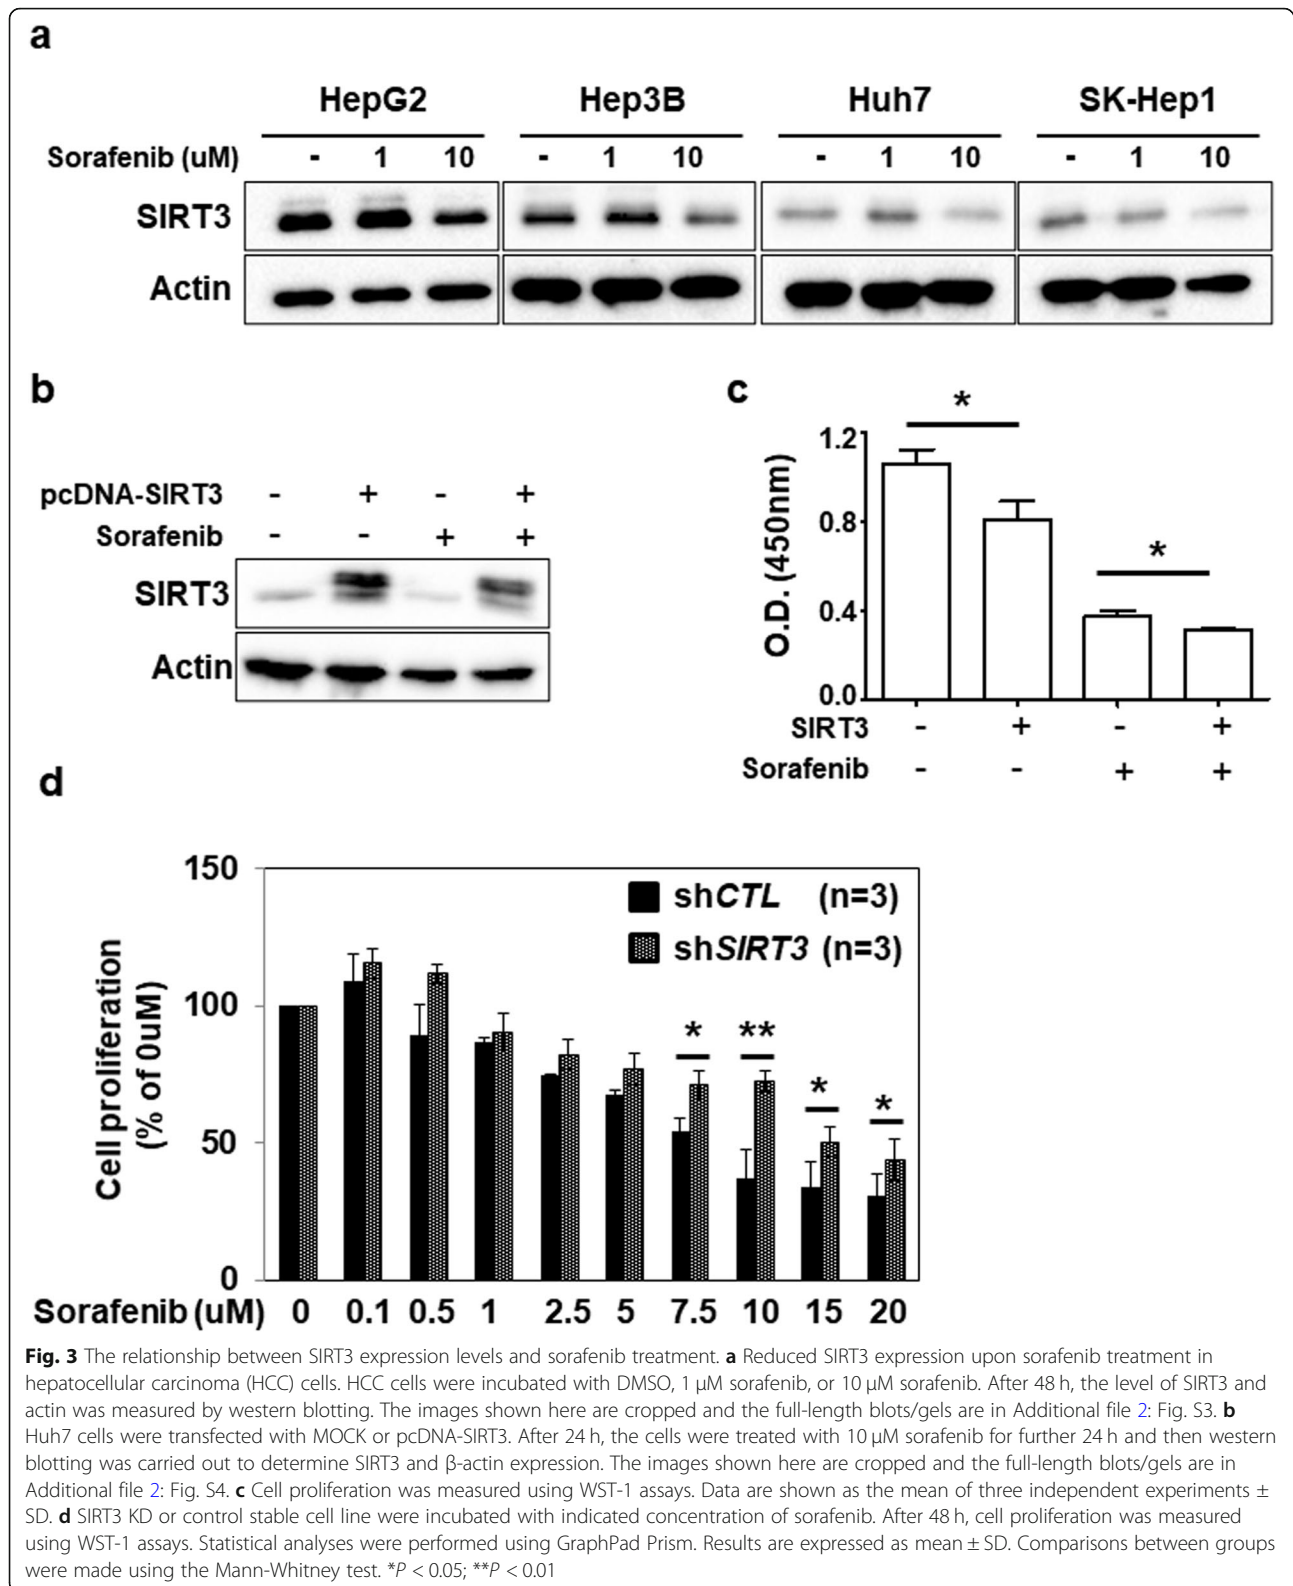 a
HepG2 Hep3B Huh7 SK-Hep1
Sorafenib (uM) - 1 10 - 1 10 - 1 10 - 1 10
SIRT3
Actin
b
pcDNA-SIRT3 - + - +
Sorafenib - - + +
SIRT3
Actin
c
* *
O.D. (450nm)
1.2
0.8
0.4
0.0
SIRT3 - + - +
Sorafenib - - + +
d
Cell proliferation
(% of 0uM)
150
100
50
0
shCTL (n=3)
shSIRT3 (n=3)
* ** * *
Sorafenib (uM) 0 0.1 0.5 1 2.5 5 7.5 10 15 20
Fig. 3 The relationship between SIRT3 expression levels and sorafenib treatment. a Reduced SIRT3 expression upon sorafenib treatment in
hepatocellular carcinoma (HCC) cells. HCC cells were incubated with DMSO, 1 μM sorafenib, or 10 μM sorafenib. After 48 h, the level of SIRT3 and
actin was measured by western blotting. The images shown here are cropped and the full-length blots/gels are in Additional file 2: Fig. S3. b
Huh7 cells were transfected with MOCK or pcDNA-SIRT3. After 24 h, the cells were treated with 10 μM sorafenib for further 24 h and then western
blotting was carried out to determine SIRT3 and β-actin expression. The images shown here are cropped and the full-length blots/gels are in
Additional file 2: Fig. S4. c Cell proliferation was measured using WST-1 assays. Data are shown as the mean of three independent experiments ±
SD. d SIRT3 KD or control stable cell line were incubated with indicated concentration of sorafenib. After 48 h, cell proliferation was measured
using WST-1 assays. Statistical analyses were performed using GraphPad Prism. Results are expressed as mean ± SD. Comparisons between groups
were made using the Mann-Whitney test. *P < 0.05; **P < 0.01